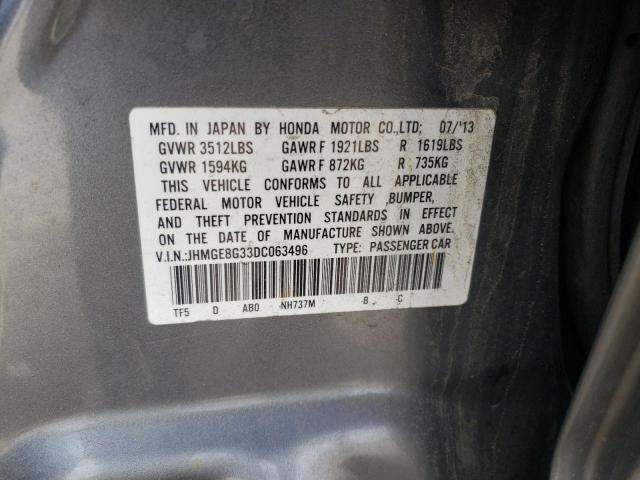 MFD. IN JAPAN BY HONDA MOTOR CO.,LTD; 07/'13
GVWR 3512LBS GAWR F 1921LBS R 1619LBS
GVWR 1594KG GAWR F 872KG R 735KG
THIS VEHICLE CONFORMS TO ALL APPLICABLE
FEDERAL MOTOR VEHICLE SAFETY ,BUMPER,
AND THEFT PREVENTION STANDARDS IN EFFECT
ON THE DATE OF MANUFACTURE SHOWN ABOVE.
V.I.N.:JHMGE8G33DC063496 TYPE: PASSENGER CAR
TF5 D AB0 -NH737M -B -C